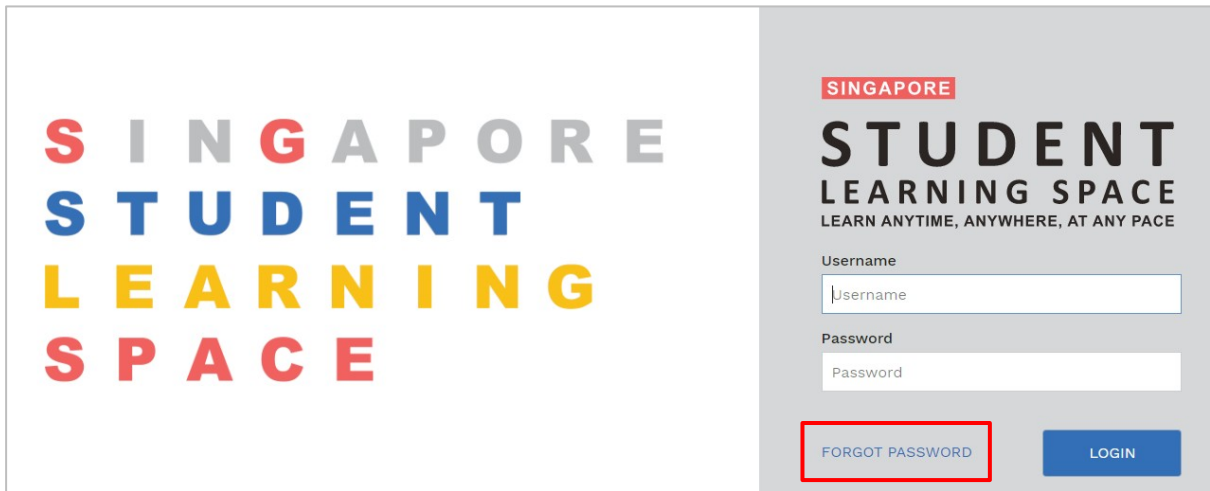 SINGAPORE
STUDENT
LEARNING
SPACE
SINGAPORE
STUDENT
LEARNING SPACE
LEARN ANYTIME, ANYWHERE, AT ANY PACE
Username
Username
Password
Password
FORGOT PASSWORD
LOGIN